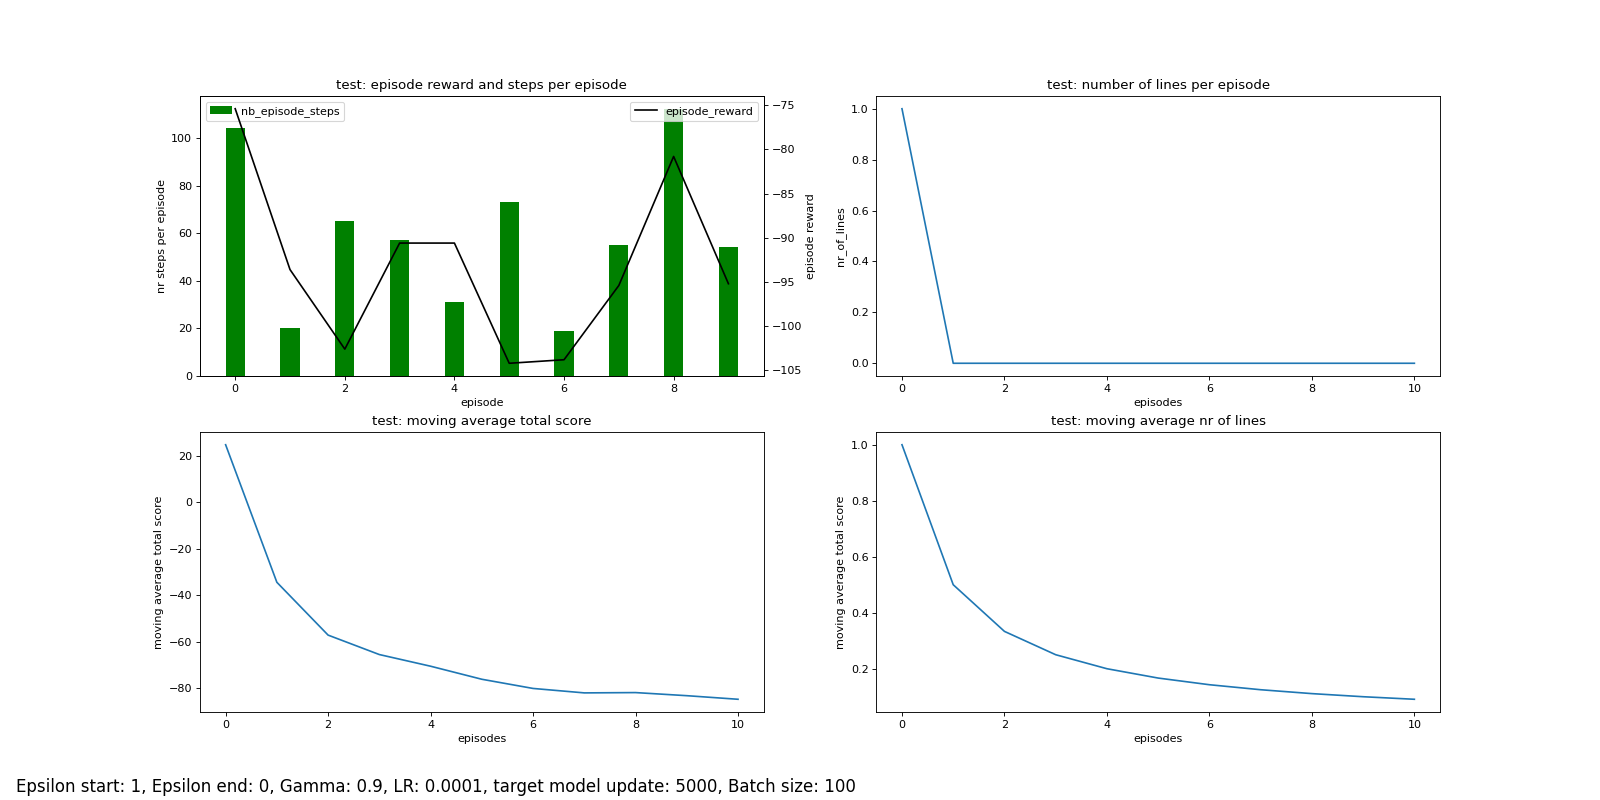 test: episode reward and steps per episode
nb_episode_steps
episode_reward
nr steps per episode
0
20
40
60
80
100
−75
−80
−85
−90
−95
−100
−105
episode reward
0 2 4 6 8
episode
test: number of lines per episode
nr_of_lines
1.0
0.8
0.6
0.4
0.2
0.0
0 2 4 6 8 10
episodes
test: moving average total score
moving average total score
20
0
−20
−40
−60
−80
0 2 4 6 8 10
episodes
test: moving average nr of lines
moving average total score
1.0
0.8
0.6
0.4
0.2
0 2 4 6 8 10
episodes
Epsilon start: 1, Epsilon end: 0, Gamma: 0.9, LR: 0.0001, target model update: 5000, Batch size: 100